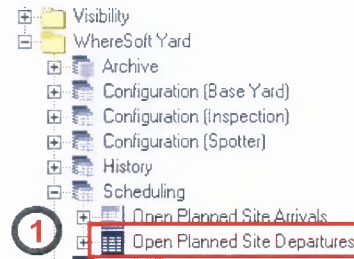 Visibility
WhereSoft Yard
Archive
Configuration (Base Yard)
Configuration (Inspection)
Configuration (Spotter)
History
Scheduling
Open Planned Site Arrivals
1 Open Planned Site Departures